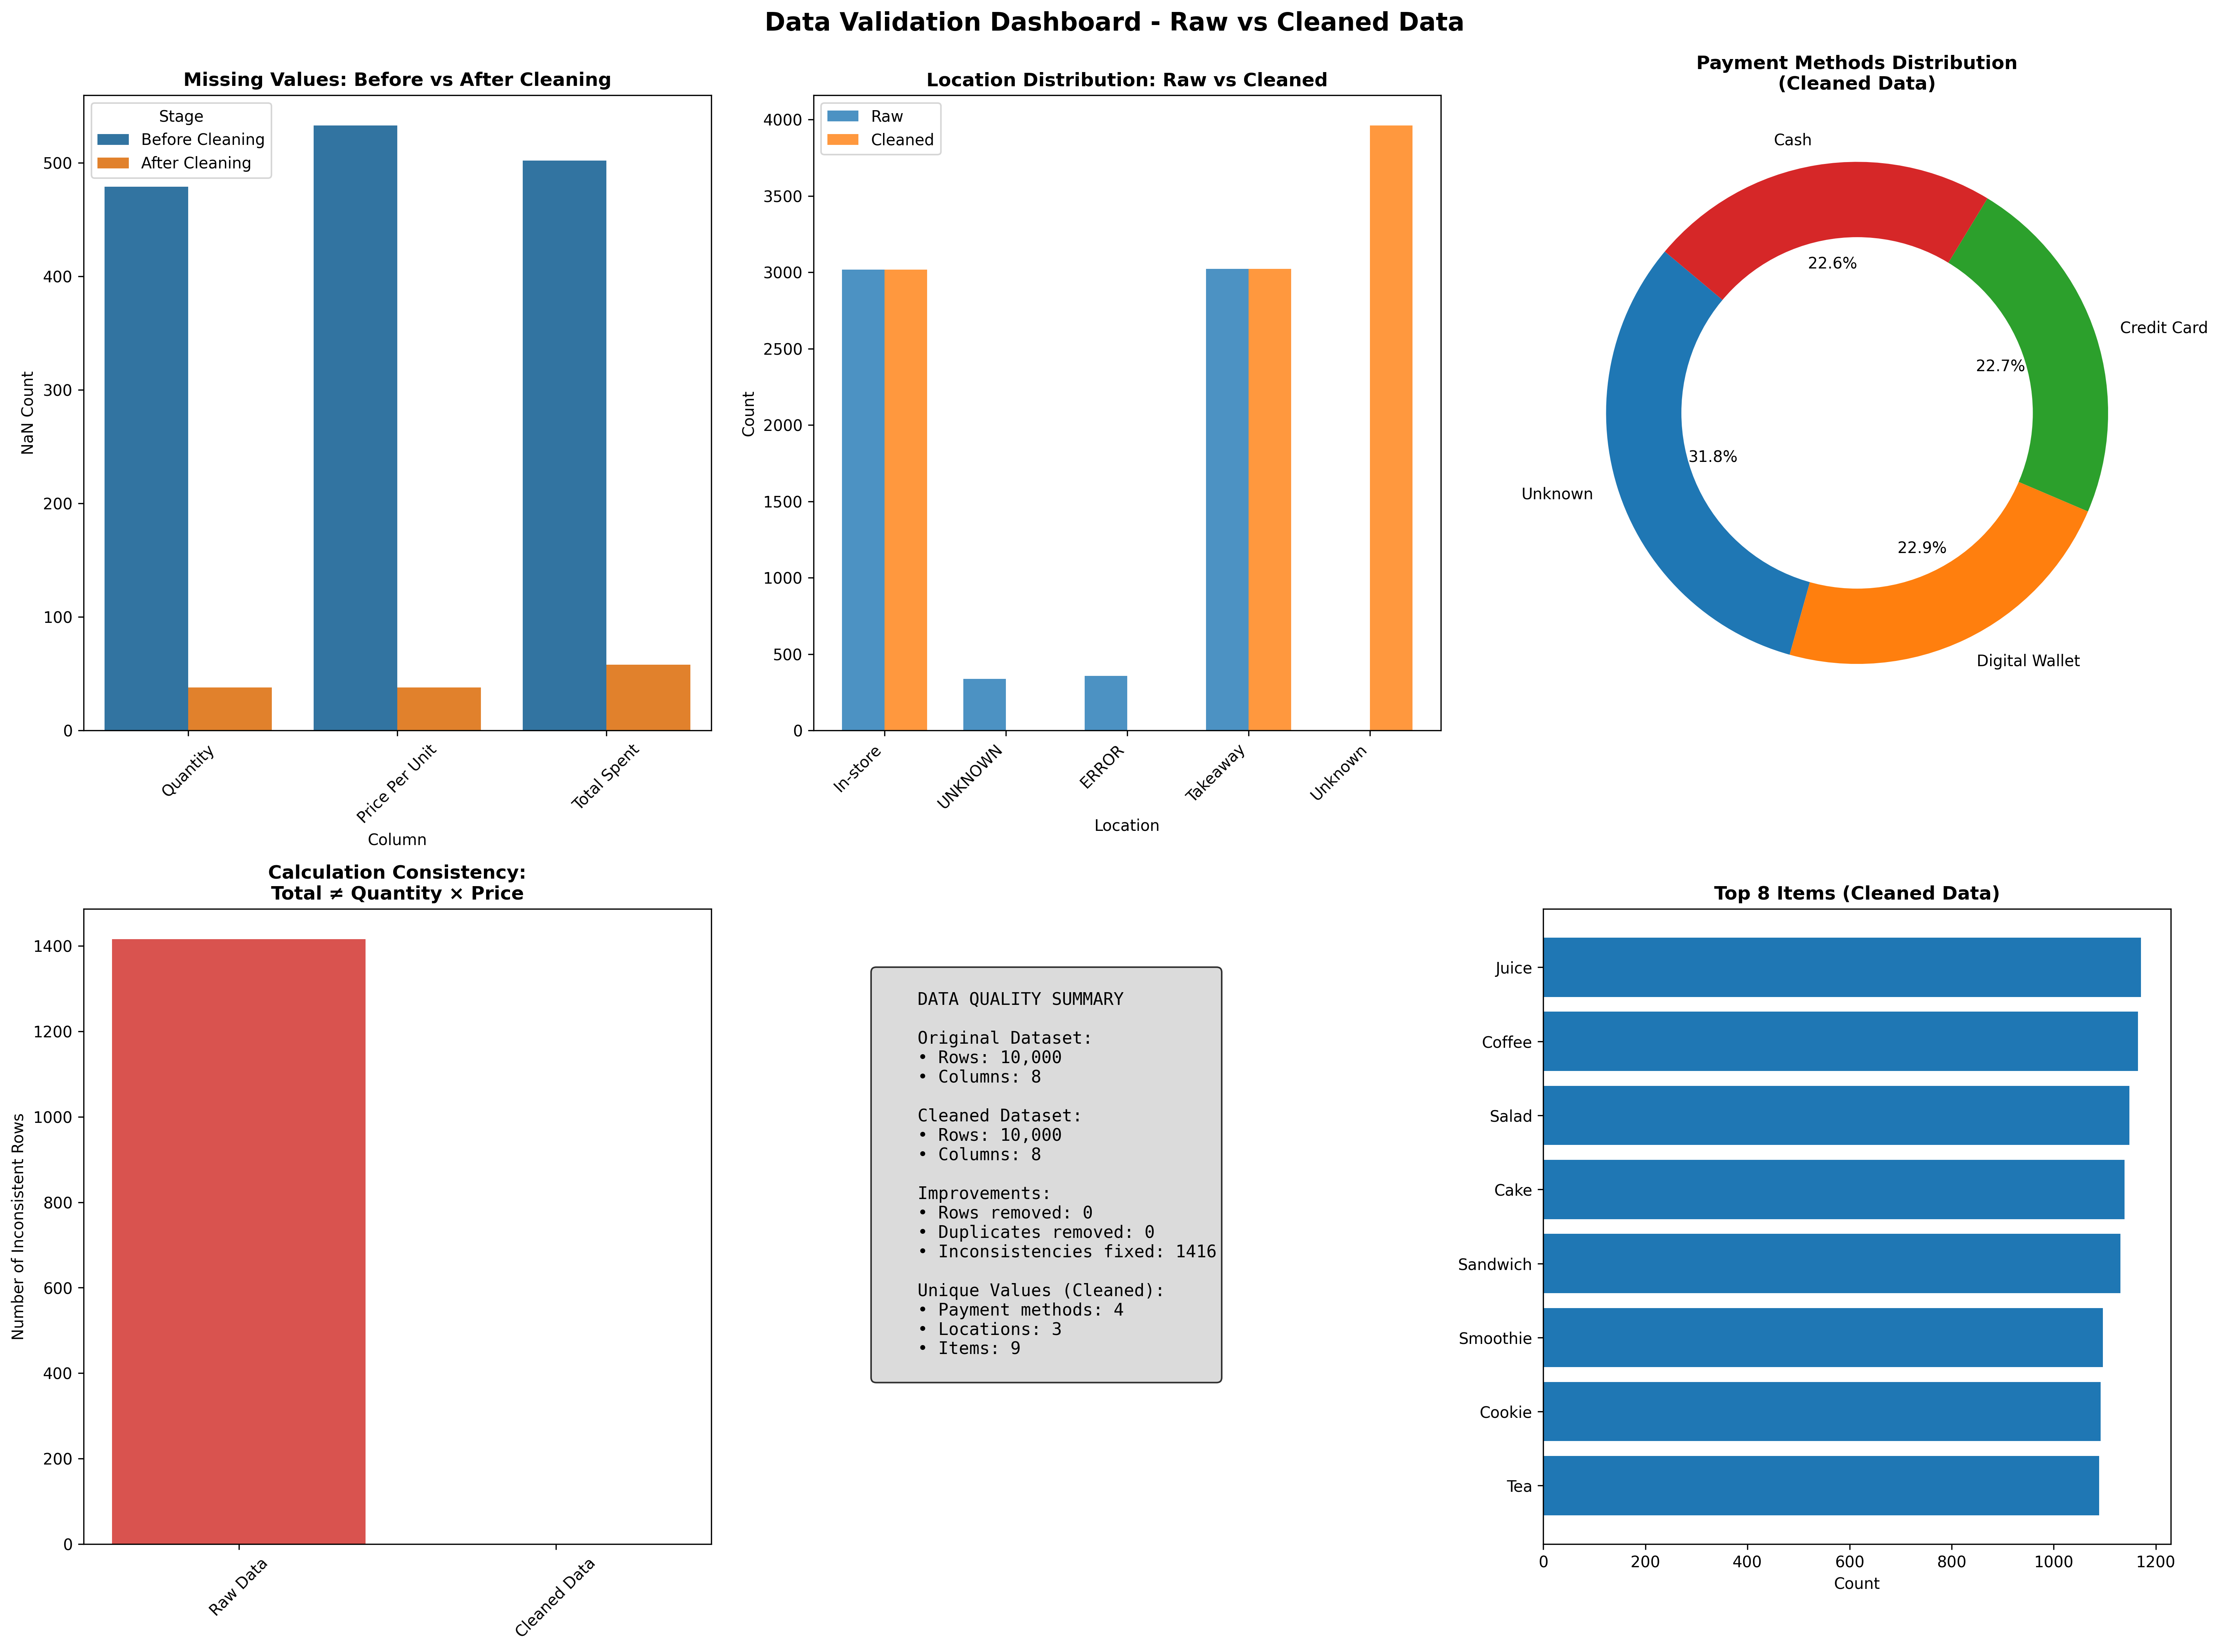 Data Validation Dashboard - Raw vs Cleaned Data
Missing Values: Before vs After Cleaning
Stage
Before Cleaning
After Cleaning
NaN Count
500
400
300
200
100
0
Quantity
Price Per Unit
Total Spent
Column
Location Distribution: Raw vs Cleaned
Raw
Cleaned
Count
4000
3500
3000
2500
2000
1500
1000
500
0
In-store
UNKNOWN
ERROR
Takeaway
Unknown
Location
Payment Methods Distribution
(Cleaned Data)
Cash
22.6%
Credit Card
22.7%
31.8%
Unknown
22.9%
Digital Wallet
Calculation Consistency:
Total ≠ Quantity × Price
Number of Inconsistent Rows
1400
1200
1000
800
600
400
200
0
Raw Data
Cleaned Data
DATA QUALITY SUMMARY
Original Dataset:
• Rows: 10,000
• Columns: 8
Cleaned Dataset:
• Rows: 10,000
• Columns: 8
Improvements:
• Rows removed: 0
• Duplicates removed: 0
• Inconsistencies fixed: 1416
Unique Values (Cleaned):
• Payment methods: 4
• Locations: 3
• Items: 9
Top 8 Items (Cleaned Data)
Juice
Coffee
Salad
Cake
Sandwich
Smoothie
Cookie
Tea
0 200 400 600 800 1000 1200
Count